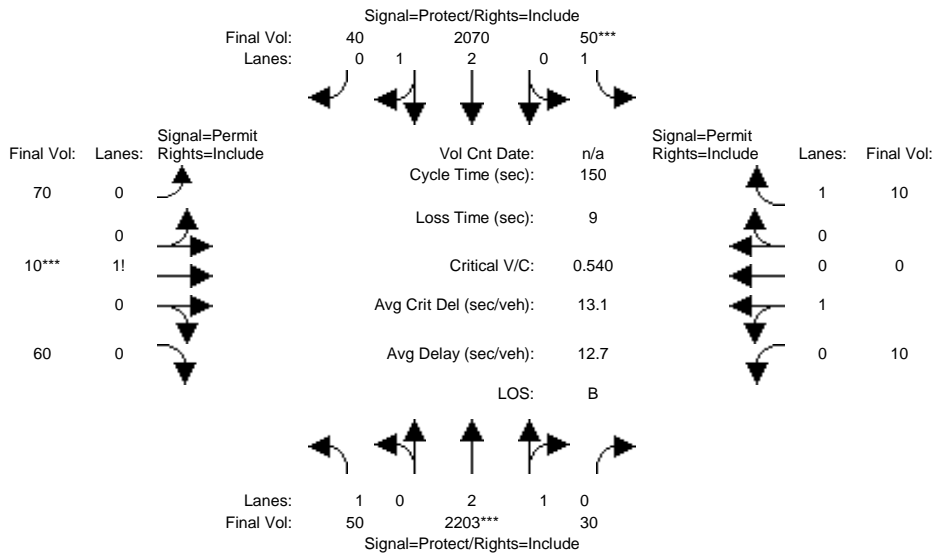 Signal=Protect/Rights=Include
Final Vol: 40 2070 50***
Lanes: 0 1 2 0 1
Signal=Permit Signal=Permit
Final Vol: Lanes: Rights=Include Vol Cnt Date: n/a Rights=Include Lanes: Final Vol:
Cycle Time (sec): 150
70 0 1 10
Loss Time (sec): 9
0 0
10*** 1! Critical V/C: 0.540 0 0
0 Avg Crit Del (sec/veh): 13.1 1
60 0 Avg Delay (sec/veh): 12.7 0 10
LOS: B
Lanes: 1 0 2 1 0
Final Vol: 50 2203*** 30
Signal=Protect/Rights=Include